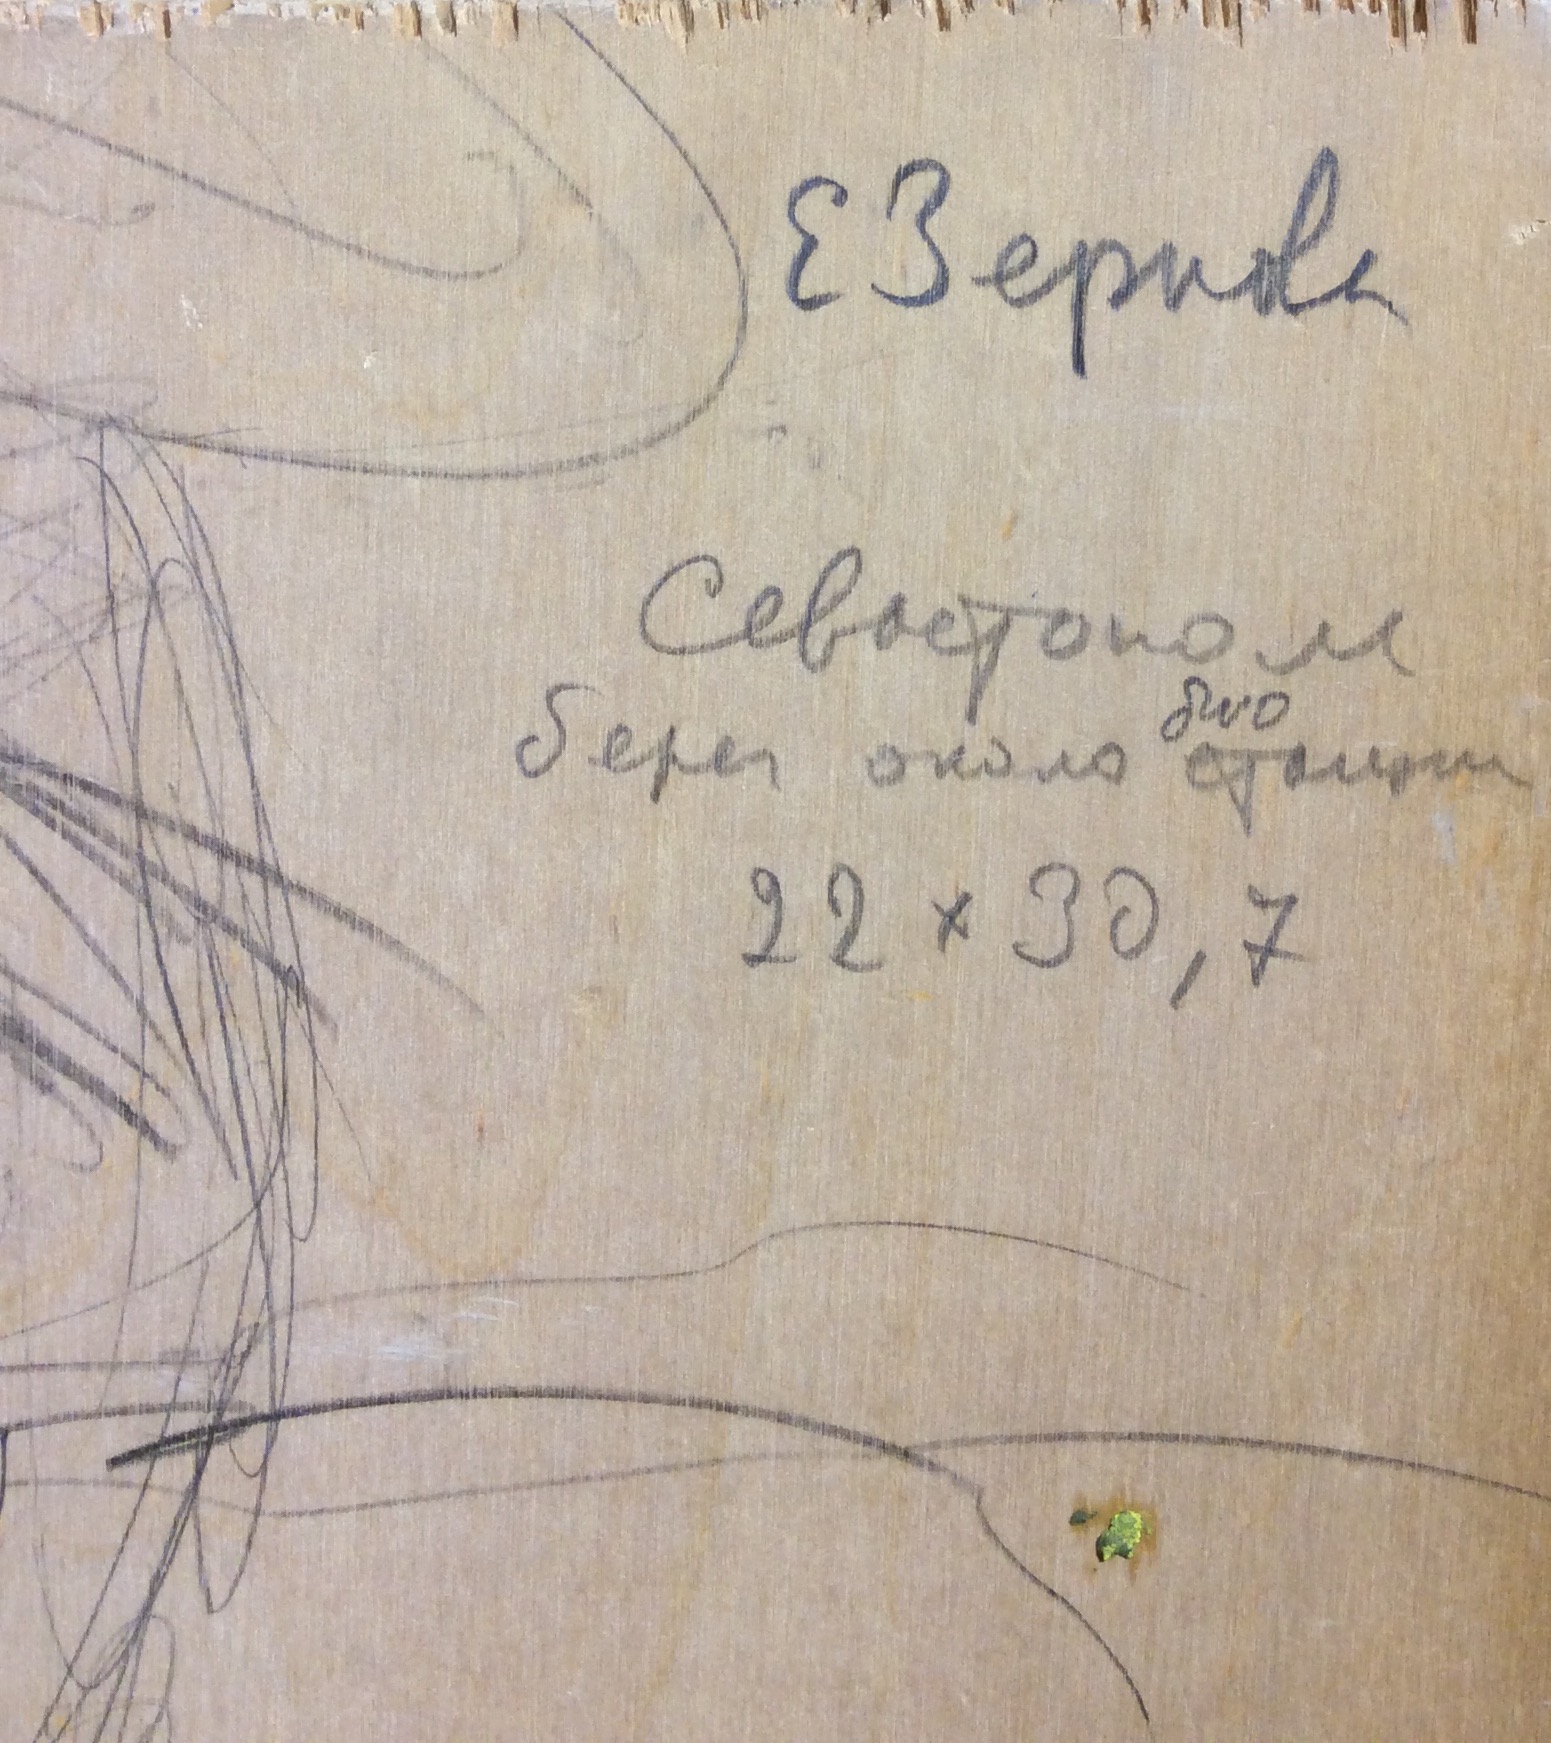 Е Зернова
Севастополь
био
берег около станции
22 × 30,7